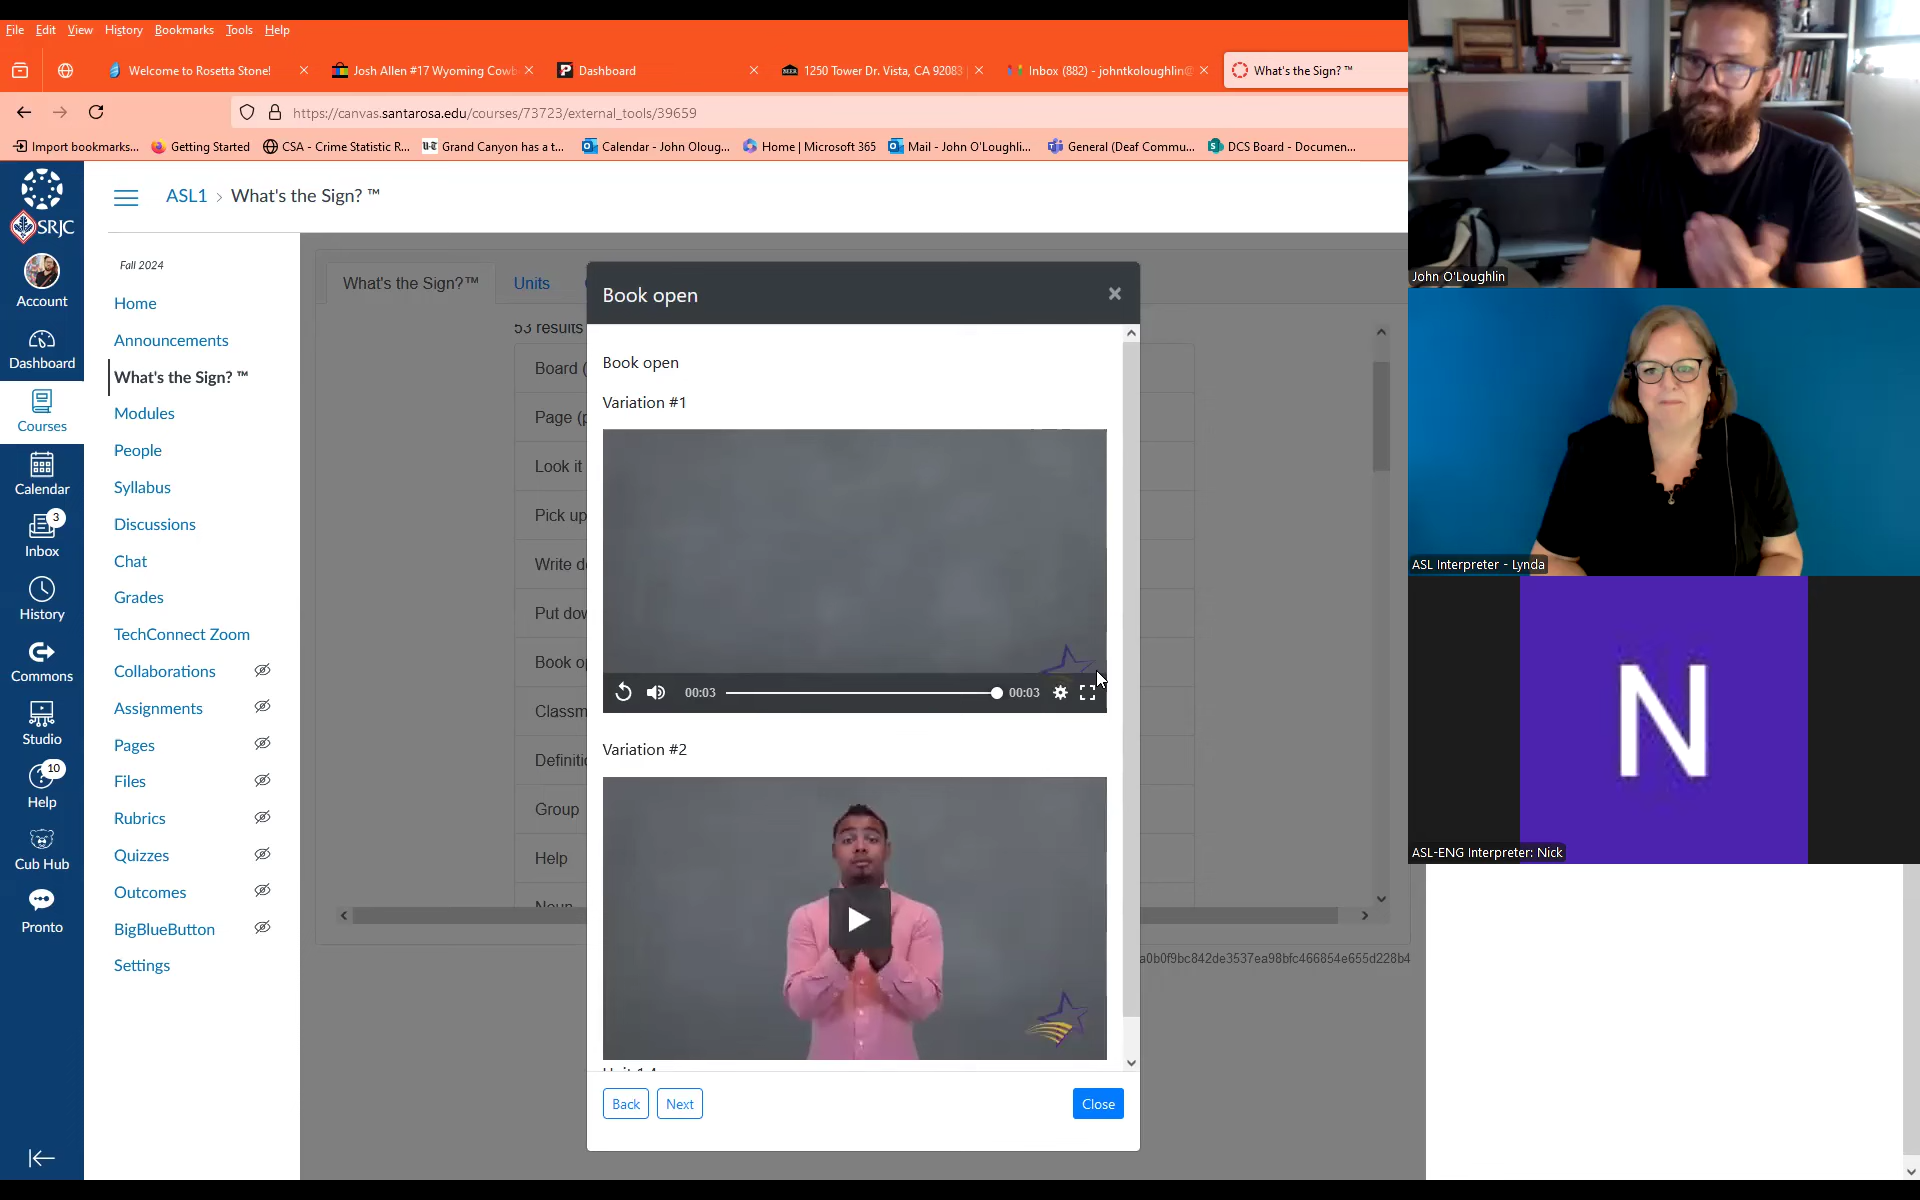 File Edit View History Bookmarks Tools Help
Welcome to Rosetta Stone!
Josh Allen #17 Wyoming Cowb
Dashboard
1250 Tower Dr. Vista, CA 92083
Inbox (882) - johntkoloughlin@
What's the Sign? ™
https://canvas.santarosa.edu/courses/73723/external_tools/39659
Import bookmarks...
Getting Started
CSA - Crime Statistic R...
Grand Canyon has a t...
Calendar - John Oloug...
Home | Microsoft 365
Mail - John O'Loughli...
General (Deaf Commu...
DCS Board - Documen...
SRJC
Account
Dashboard
Courses
Calendar
3
Inbox
History
Commons
Studio
10
Help
Cub Hub
Pronto
ASL1 > What's the Sign? ™
Fall 2024
Home
Announcements
What's the Sign? ™
Modules
People
Syllabus
Discussions
Chat
Grades
TechConnect Zoom
Collaborations
Assignments
Pages
Files
Rubrics
Quizzes
Outcomes
BigBlueButton
Settings
What's the Sign?™
Units
53 results
Board (
Page (p
Look it
Pick up
Write d
Put dow
Book op
Classm
Definiti
Group
Help
Noun
a0b0f9bc842de3537ea98bfc466854e655d228b4
Book open
Book open
Variation #1
00:03
00:03
Variation #2
Back
Next
Close
John O'Loughlin
ASL Interpreter - Lynda
N
ASL-ENG Interpreter: Nick